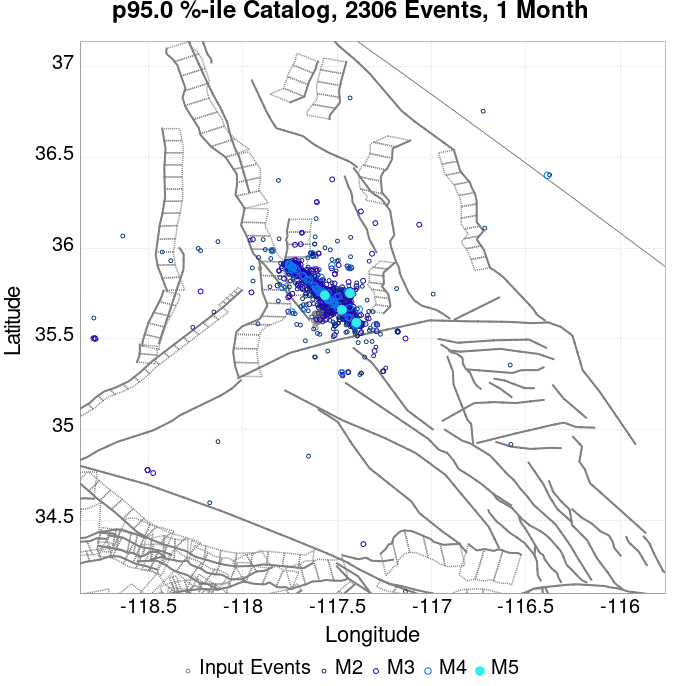 p95.0 %-ile Catalog, 2306 Events, 1 Month
37
36.5
36
35.5
35
34.5
Latitude
-118.5 -118 -117.5 -117 -116.5 -116
Longitude
Input Events M2 M3 M4 M5